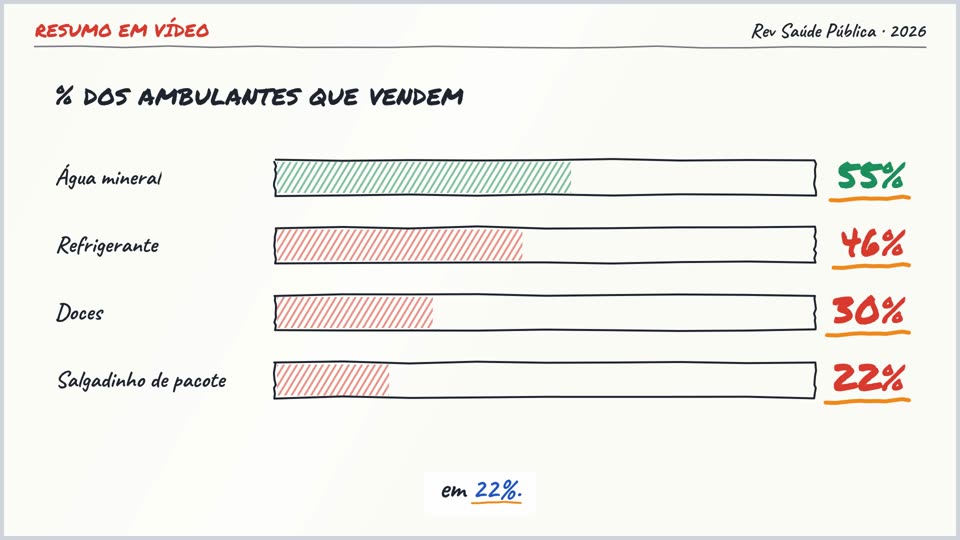 RESUMO EM VÍDEO
Rev Saúde Pública · 2026
% DOS AMBULANTES QUE VENDEM
Água mineral 55%
Refrigerante 46%
Doces 30%
Salgadinho de pacote 22%
em 22%.